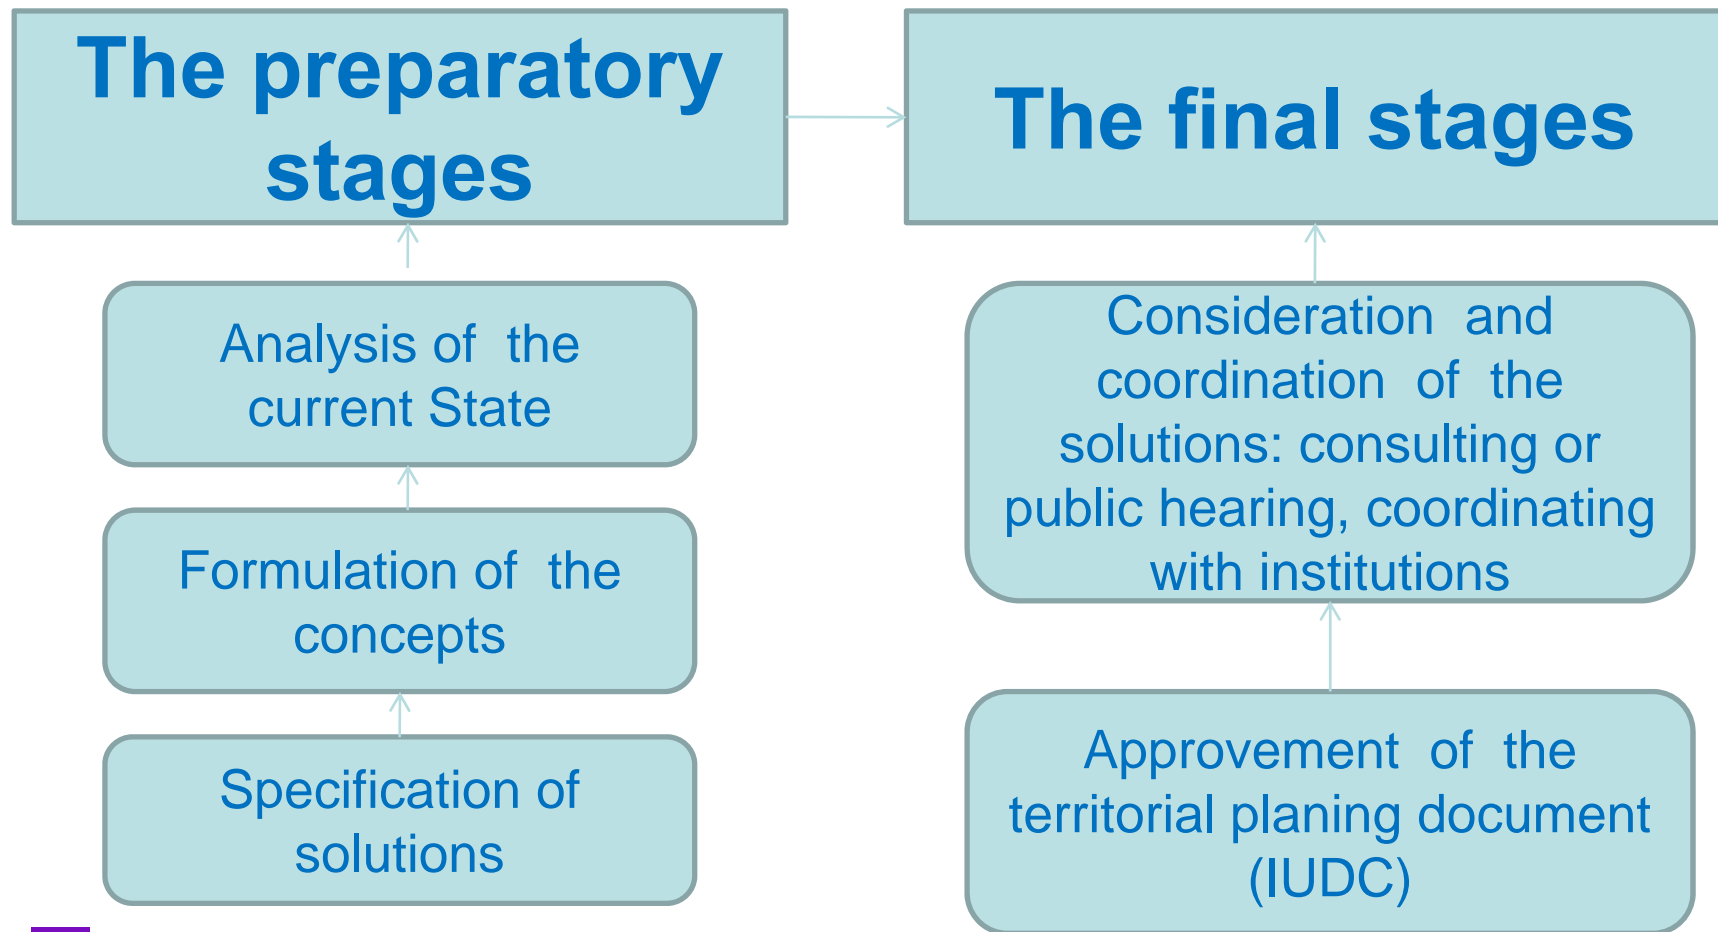 The preparatory
stages
The final stages
Analysis of the
current State
Formulation of the
concepts
Specification of
solutions
Consideration and
coordination of the
solutions: consulting or
public hearing, coordinating
with institutions
Approvement of the
territorial planing document
(IUDC)